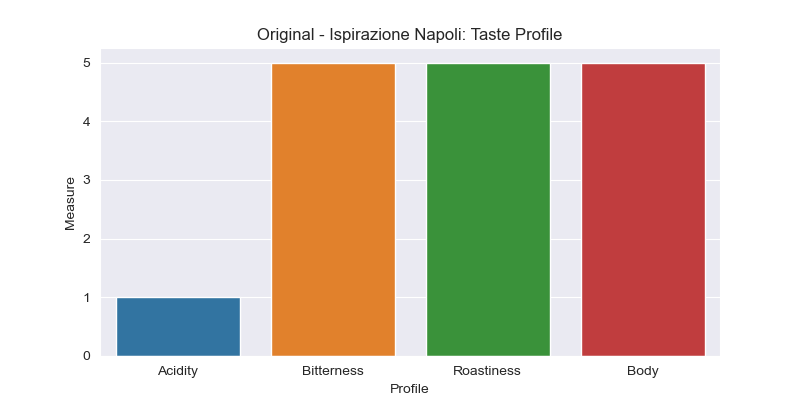 Original - Ispirazione Napoli: Taste Profile
5
4
3
2
1
0
Measure
Acidity Bitterness Roastiness Body
Profile